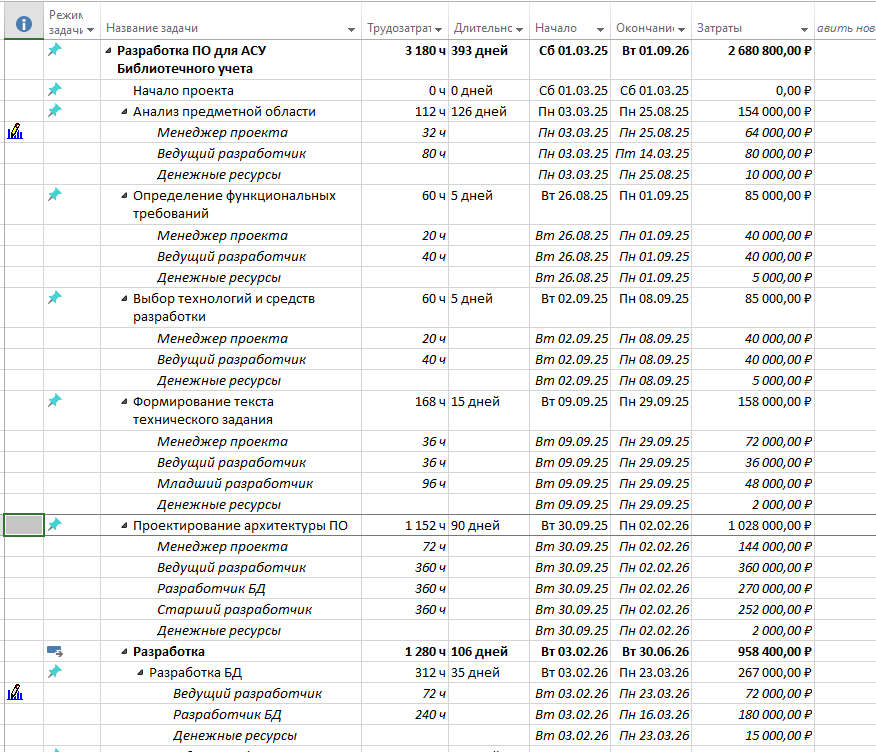 Режим задачи Название задачи Трудозатрат Длительнс Начало Окончани Затраты авить нов
Разработка ПО для АСУ Библиотечного учета 3 180 ч 393 дней Сб 01.03.25 Вт 01.09.26 2 680 800,00 ₽
Начало проекта 0 ч 0 дней Сб 01.03.25 Сб 01.03.25 0,00 ₽
Анализ предметной области 112 ч 126 дней Пн 03.03.25 Пн 25.08.25 154 000,00 ₽
Менеджер проекта 32 ч Пн 03.03.25 Пн 25.08.25 64 000,00 ₽
Ведущий разработчик 80 ч Пн 03.03.25 Пт 14.03.25 80 000,00 ₽
Денежные ресурсы Пн 03.03.25 Пн 25.08.25 10 000,00 ₽
Определение функциональных требований 60 ч 5 дней Вт 26.08.25 Пн 01.09.25 85 000,00 ₽
Менеджер проекта 20 ч Вт 26.08.25 Пн 01.09.25 40 000,00 ₽
Ведущий разработчик 40 ч Вт 26.08.25 Пн 01.09.25 40 000,00 ₽
Денежные ресурсы Вт 26.08.25 Пн 01.09.25 5 000,00 ₽
Выбор технологий и средств разработки 60 ч 5 дней Вт 02.09.25 Пн 08.09.25 85 000,00 ₽
Менеджер проекта 20 ч Вт 02.09.25 Пн 08.09.25 40 000,00 ₽
Ведущий разработчик 40 ч Вт 02.09.25 Пн 08.09.25 40 000,00 ₽
Денежные ресурсы Вт 02.09.25 Пн 08.09.25 5 000,00 ₽
Формирование текста технического задания 168 ч 15 дней Вт 09.09.25 Пн 29.09.25 158 000,00 ₽
Менеджер проекта 36 ч Вт 09.09.25 Пн 29.09.25 72 000,00 ₽
Ведущий разработчик 36 ч Вт 09.09.25 Пн 29.09.25 36 000,00 ₽
Младший разработчик 96 ч Вт 09.09.25 Пн 29.09.25 48 000,00 ₽
Денежные ресурсы Вт 09.09.25 Пн 29.09.25 2 000,00 ₽
Проектирование архитектуры ПО 1 152 ч 90 дней Вт 30.09.25 Пн 02.02.26 1 028 000,00 ₽
Менеджер проекта 72 ч Вт 30.09.25 Пн 02.02.26 144 000,00 ₽
Ведущий разработчик 360 ч Вт 30.09.25 Пн 02.02.26 360 000,00 ₽
Разработчик БД 360 ч Вт 30.09.25 Пн 02.02.26 270 000,00 ₽
Старший разработчик 360 ч Вт 30.09.25 Пн 02.02.26 252 000,00 ₽
Денежные ресурсы Вт 30.09.25 Пн 02.02.26 2 000,00 ₽
Разработка 1 280 ч 106 дней Вт 03.02.26 Вт 30.06.26 958 400,00 ₽
Разработка БД 312 ч 35 дней Вт 03.02.26 Пн 23.03.26 267 000,00 ₽
Ведущий разработчик 72 ч Вт 03.02.26 Пн 23.03.26 72 000,00 ₽
Разработчик БД 240 ч Вт 03.02.26 Пн 16.03.26 180 000,00 ₽
Денежные ресурсы Вт 03.02.26 Пн 23.03.26 15 000,00 ₽